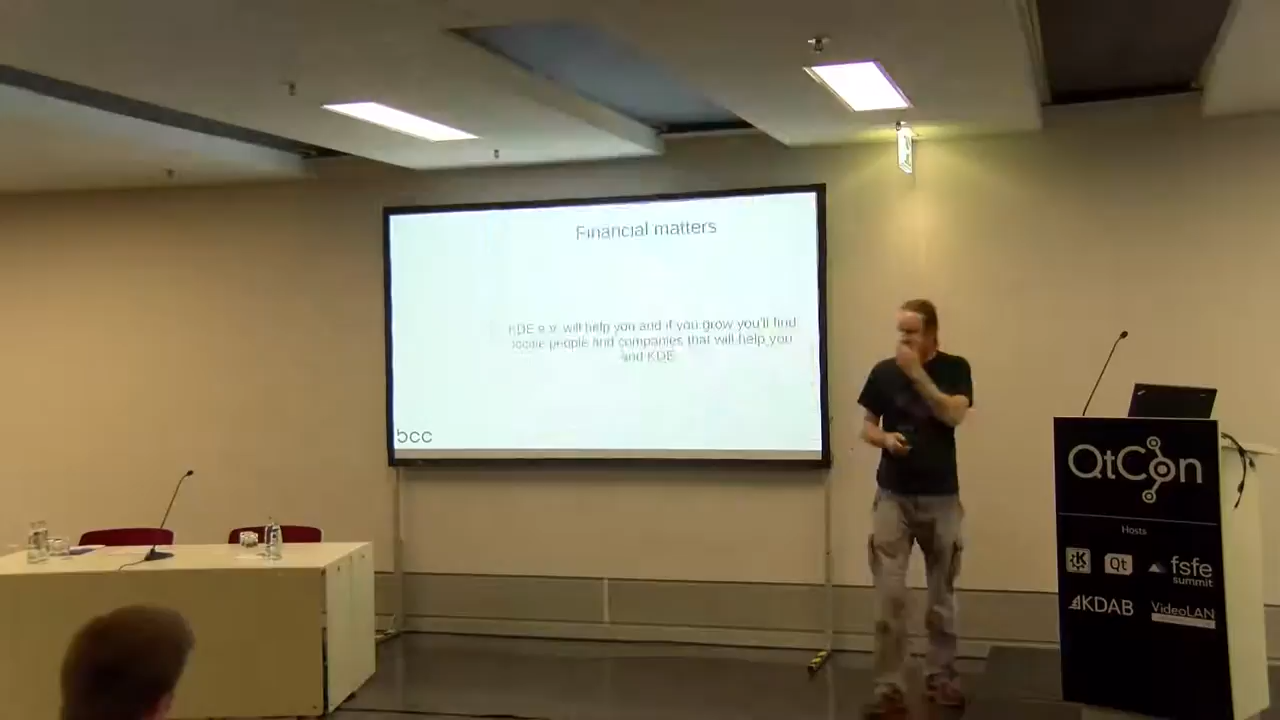 Financial matters
KDE e.V. will help you and if you grow you'll find
people and companies that will help you
and KDE
bcc
QtCon
Hosts
K
Qt
fsfe
summit
KDAB
VideoLAN